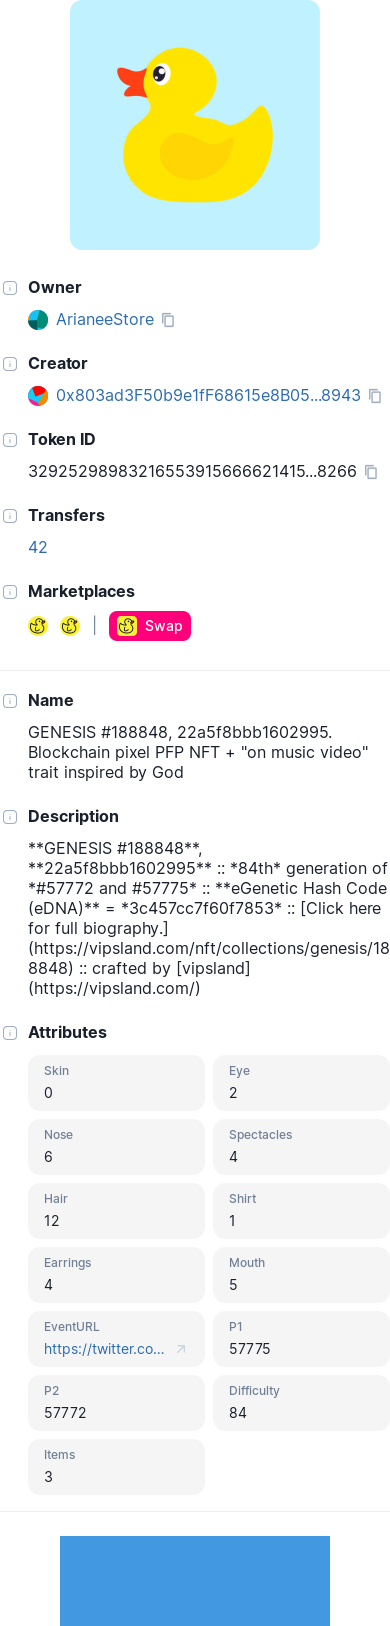 Owner
ArianeeStore
Creator
0x803ad3F50b9e1fF68615e8B05...8943
Token ID
329252989832165539156666​21415...8266
Transfers
42
Marketplaces
Swap
Name
GENESIS #188848, 22a5f8bbb1602995.
Blockchain pixel PFP NFT + "on music video"
trait inspired by God
Description
**GENESIS #188848**,
**22a5f8bbb1602995** :: *84th* generation of
*#57772 and #57775* :: **eGenetic Hash Code
(eDNA)** = *3c457cc7f60f7853* :: [Click here
for full biography.]
(https://vipsland.com/nft/collections/genesis/18
8848) :: crafted by [vipsland]
(https://vipsland.com/)
Attributes
Skin
0
Eye
2
Nose
6
Spectacles
4
Hair
12
Shirt
1
Earrings
4
Mouth
5
EventURL
https://twitter.co...
P1
57775
P2
57772
Difficulty
84
Items
3